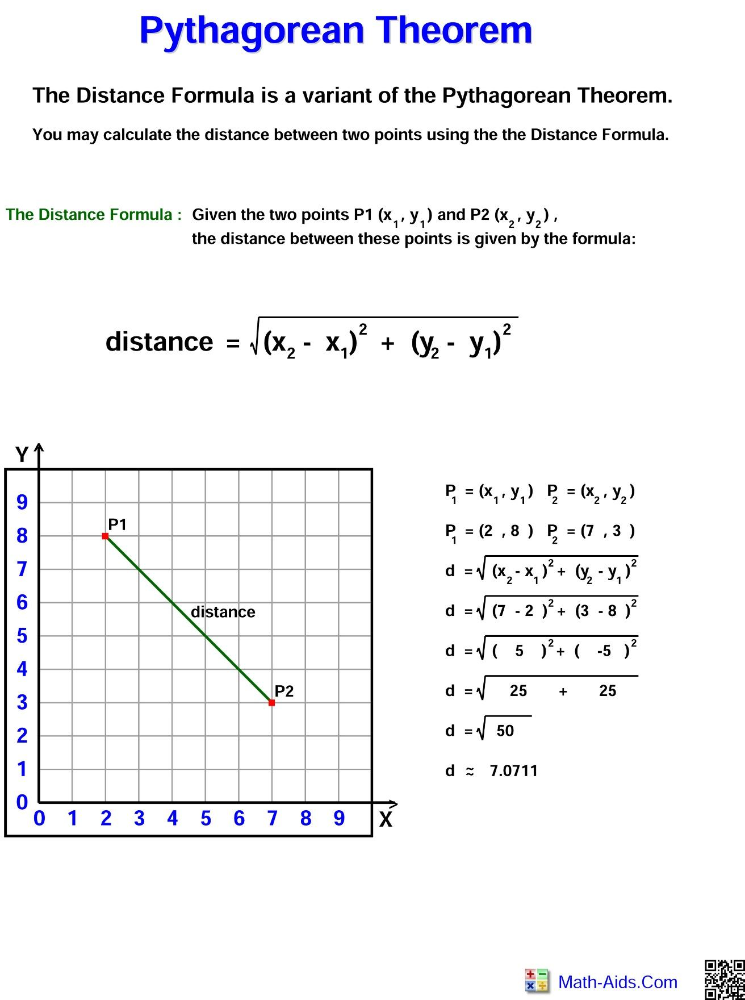 Pythagorean Theorem
The Distance Formula is a variant of the Pythagorean Theorem.
You may calculate the distance between two points using the the Distance Formula.
The Distance Formula : Given the two points P1 (x₁, y₁) and P2 (x₂, y₂) ,
the distance between these points is given by the formula:
distance = √((x₂ - x₁)² + (y₂ - y₁)²)
Y
9
8
7
6
5
4
3
2
1
0
P1
distance
P2
0 1 2 3 4 5 6 7 8 9 X
P₁ = (x₁, y₁) P₂ = (x₂, y₂)
P₁ = (2 , 8 ) P₂ = (7 , 3 )
d = √((x₂ - x₁)² + (y₂ - y₁)²)
d = √((7 - 2 )² + (3 - 8 )²)
d = √(( 5 )² + ( -5 )²)
d = √(25 + 25)
d = √50
d ≈ 7.0711
+ − × ÷
Math-Aids.Com